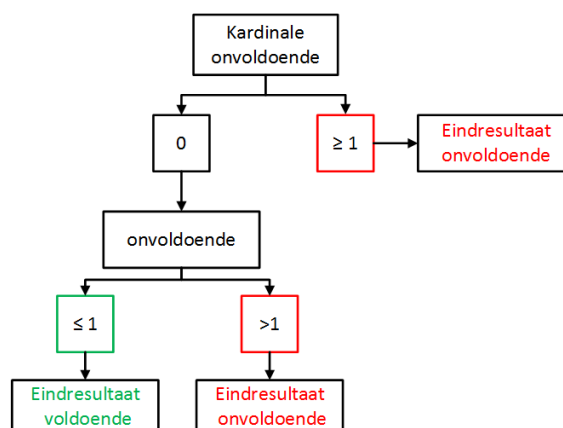 Kardinale
onvoldoende
0
≥ 1
Eindresultaat
onvoldoende
onvoldoende
≤ 1
>1
Eindresultaat
voldoende
Eindresultaat
onvoldoende